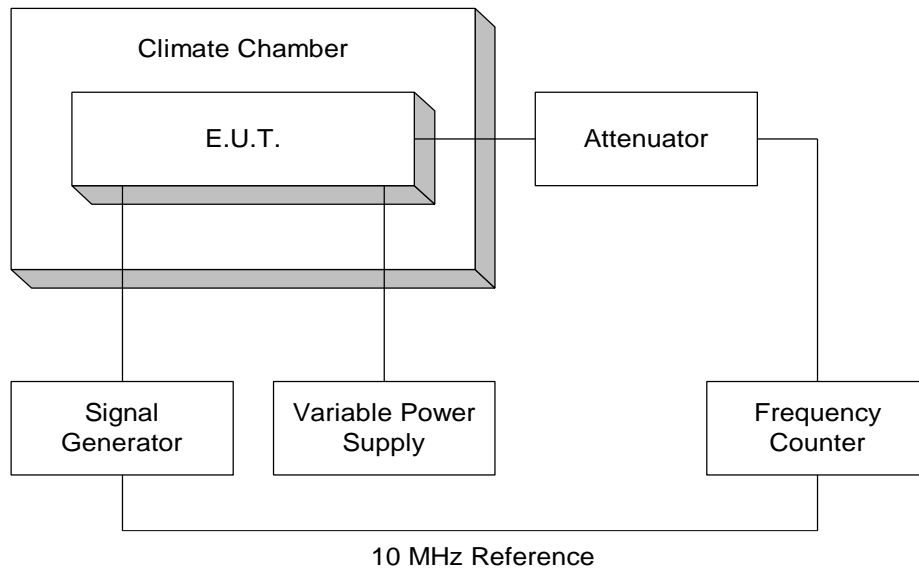 Climate Chamber
E.U.T.
Attenuator
Signal
Generator
Variable Power
Supply
Frequency
Counter
10 MHz Reference